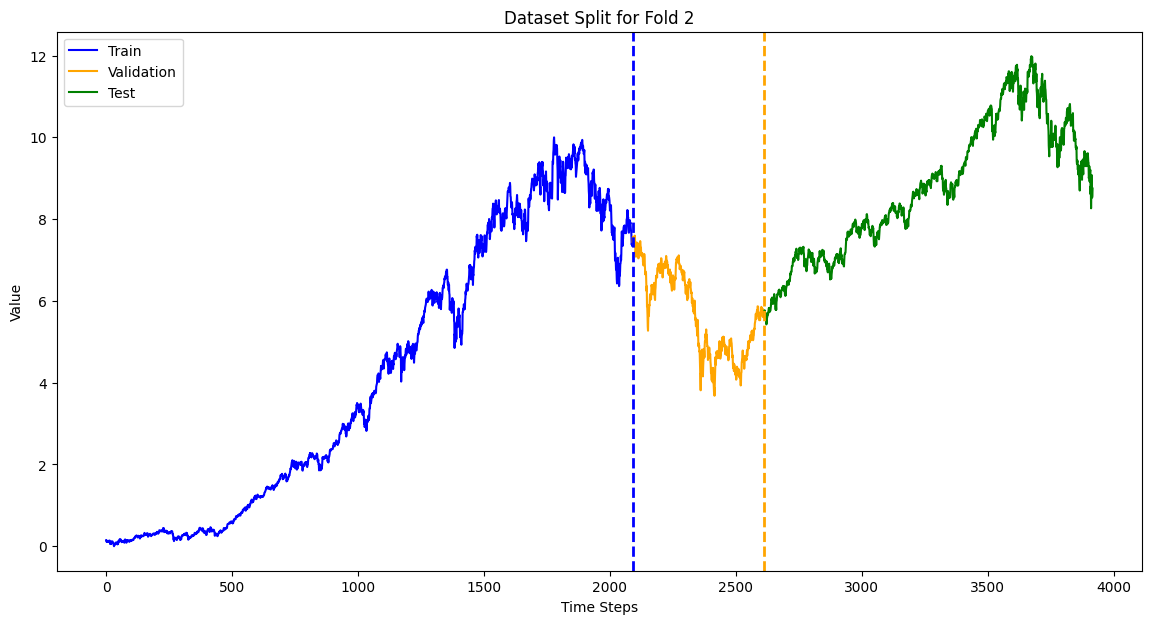 Dataset Split for Fold 2
Train
Validation
Test
12
10
8
6
4
2
0
Value
0 500 1000 1500 2000 2500 3000 3500 4000
Time Steps